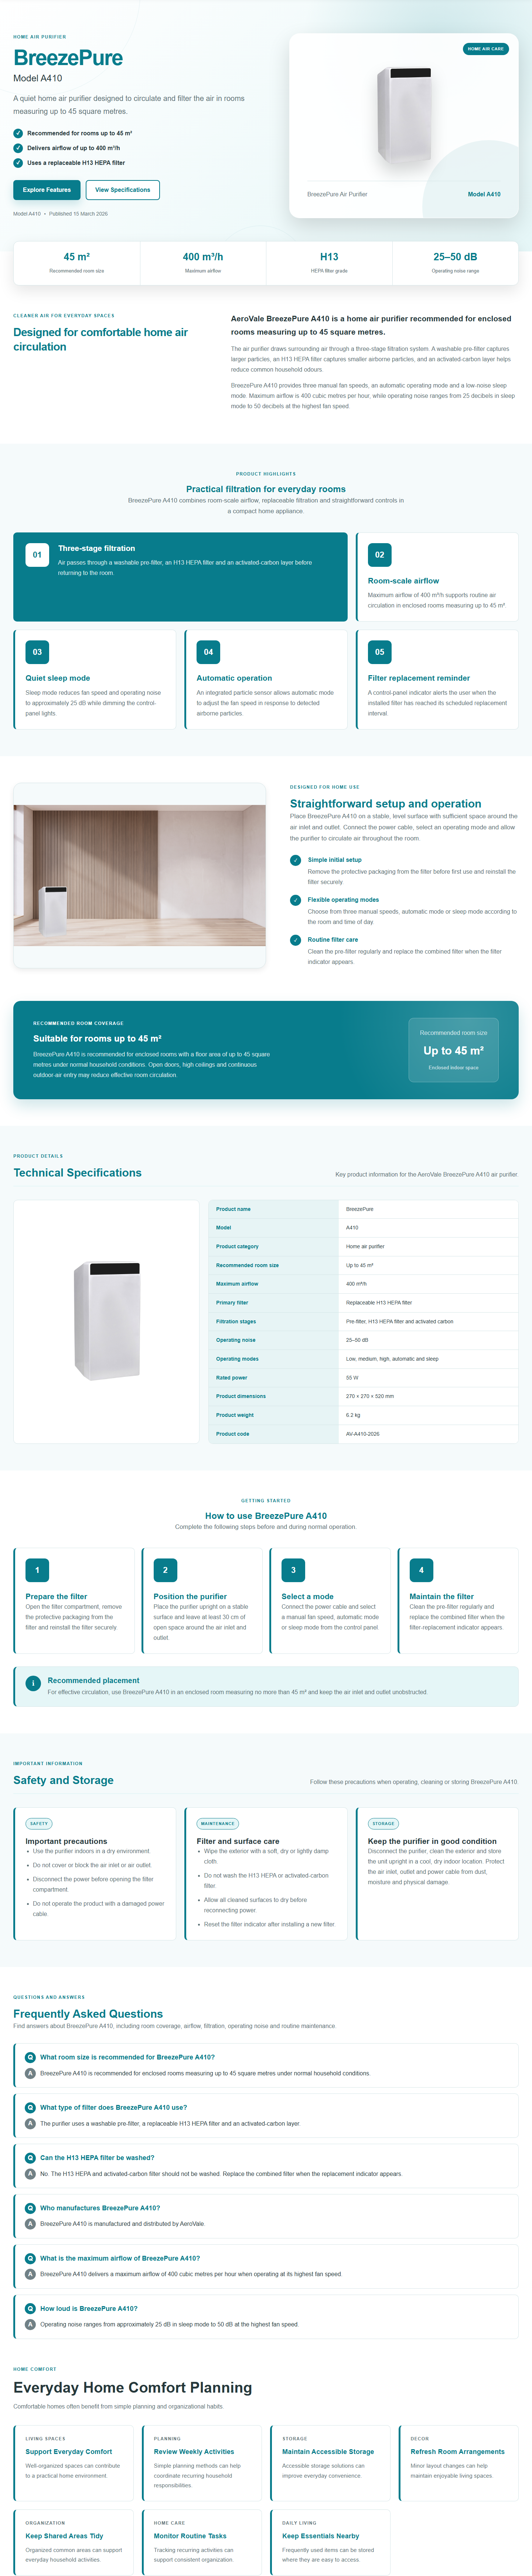 HOME AIR PURIFIER
BreezePure
Model A410
A quiet home air purifier designed to circulate and filter the air in rooms
measuring up to 45 square metres.
✓ Recommended for rooms up to 45 m²
✓ Delivers airflow of up to 400 m³/h
✓ Uses a replaceable H13 HEPA filter
Explore Features
View Specifications
Model A410 • Published 15 March 2026
HOME AIR CARE
BreezePure Air Purifier
Model A410
45 m²
Recommended room size
400 m³/h
Maximum airflow
H13
HEPA filter grade
25–50 dB
Operating noise range
CLEANER AIR FOR EVERYDAY SPACES
Designed for comfortable home air
circulation
AeroVale BreezePure A410 is a home air purifier recommended for enclosed
rooms measuring up to 45 square metres.
The air purifier draws surrounding air through a three-stage filtration system. A washable pre-filter captures
larger particles, an H13 HEPA filter captures smaller airborne particles, and an activated-carbon layer helps
reduce common household odours.
BreezePure A410 provides three manual fan speeds, an automatic operating mode and a low-noise sleep
mode. Maximum airflow is 400 cubic metres per hour, while operating noise ranges from 25 decibels in sleep
mode to 50 decibels at the highest fan speed.
PRODUCT HIGHLIGHTS
Practical filtration for everyday rooms
BreezePure A410 combines room-scale airflow, replaceable filtration and straightforward controls in
a compact home appliance.
01
Three-stage filtration
Air passes through a washable pre-filter, an H13 HEPA filter and an activated-carbon layer before
returning to the room.
02
Room-scale airflow
Maximum airflow of 400 m³/h supports routine air
circulation in enclosed rooms measuring up to 45 m².
03
Quiet sleep mode
Sleep mode reduces fan speed and operating noise
to approximately 25 dB while dimming the control-
panel lights.
04
Automatic operation
An integrated particle sensor allows automatic mode
to adjust the fan speed in response to detected
airborne particles.
05
Filter replacement reminder
A control-panel indicator alerts the user when the
installed filter has reached its scheduled replacement
interval.
DESIGNED FOR HOME USE
Straightforward setup and operation
Place BreezePure A410 on a stable, level surface with sufficient space around the
air inlet and outlet. Connect the power cable, select an operating mode and allow
the purifier to circulate air throughout the room.
✓ Simple initial setup
Remove the protective packaging from the filter before first use and reinstall the
filter securely.
✓ Flexible operating modes
Choose from three manual speeds, automatic mode or sleep mode according to
the room and time of day.
✓ Routine filter care
Clean the pre-filter regularly and replace the combined filter when the filter
indicator appears.
RECOMMENDED ROOM COVERAGE
Suitable for rooms up to 45 m²
BreezePure A410 is recommended for enclosed rooms with a floor area of up to 45 square
metres under normal household conditions. Open doors, high ceilings and continuous
outdoor-air entry may reduce effective room circulation.
Recommended room size
Up to 45 m²
Enclosed indoor space
PRODUCT DETAILS
Technical Specifications
Key product information for the AeroVale BreezePure A410 air purifier.
Product name BreezePure
Model A410
Product category Home air purifier
Recommended room size Up to 45 m²
Maximum airflow 400 m³/h
Primary filter Replaceable H13 HEPA filter
Filtration stages Pre-filter, H13 HEPA filter and activated carbon
Operating noise 25–50 dB
Operating modes Low, medium, high, automatic and sleep
Rated power 55 W
Product dimensions 270 × 270 × 520 mm
Product weight 6.2 kg
Product code AV-A410-2026
GETTING STARTED
How to use BreezePure A410
Complete the following steps before and during normal operation.
1
Prepare the filter
Open the filter compartment, remove
the protective packaging from the
filter and reinstall the filter securely.
2
Position the purifier
Place the purifier upright on a stable
surface and leave at least 30 cm of
open space around the air inlet and
outlet.
3
Select a mode
Connect the power cable and select
a manual fan speed, automatic mode
or sleep mode from the control panel.
4
Maintain the filter
Clean the pre-filter regularly and
replace the combined filter when the
filter-replacement indicator appears.
i
Recommended placement
For effective circulation, use BreezePure A410 in an enclosed room measuring no more than 45 m² and keep the air inlet and outlet unobstructed.
IMPORTANT INFORMATION
Safety and Storage
Follow these precautions when operating, cleaning or storing BreezePure A410.
SAFETY
Important precautions
• Use the purifier indoors in a dry environment.
• Do not cover or block the air inlet or air outlet.
• Disconnect the power before opening the filter
compartment.
• Do not operate the product with a damaged power
cable.
MAINTENANCE
Filter and surface care
• Wipe the exterior with a soft, dry or lightly damp
cloth.
• Do not wash the H13 HEPA or activated-carbon
filter.
• Allow all cleaned surfaces to dry before
reconnecting power.
• Reset the filter indicator after installing a new filter.
STORAGE
Keep the purifier in good condition
Disconnect the purifier, clean the exterior and store
the unit upright in a cool, dry indoor location. Protect
the air inlet, outlet and power cable from dust,
moisture and physical damage.
QUESTIONS AND ANSWERS
Frequently Asked Questions
Find answers about BreezePure A410, including room coverage, airflow, filtration, operating noise and routine maintenance.
Q What room size is recommended for BreezePure A410?
A BreezePure A410 is recommended for enclosed rooms measuring up to 45 square metres under normal household conditions.
Q What type of filter does BreezePure A410 use?
A The purifier uses a washable pre-filter, a replaceable H13 HEPA filter and an activated-carbon layer.
Q Can the H13 HEPA filter be washed?
A No. The H13 HEPA and activated-carbon filter should not be washed. Replace the combined filter when the replacement indicator appears.
Q Who manufactures BreezePure A410?
A BreezePure A410 is manufactured and distributed by AeroVale.
Q What is the maximum airflow of BreezePure A410?
A BreezePure A410 delivers a maximum airflow of 400 cubic metres per hour when operating at its highest fan speed.
Q How loud is BreezePure A410?
A Operating noise ranges from approximately 25 dB in sleep mode to 50 dB at the highest fan speed.
HOME COMFORT
Everyday Home Comfort Planning
Comfortable homes often benefit from simple planning and organizational habits.
LIVING SPACES
Support Everyday Comfort
Well-organized spaces can contribute
to a practical home environment.
PLANNING
Review Weekly Activities
Simple planning methods can help
coordinate recurring household
responsibilities.
STORAGE
Maintain Accessible Storage
Accessible storage solutions can
improve everyday convenience.
DECOR
Refresh Room Arrangements
Minor layout changes can help
maintain enjoyable living spaces.
ORGANIZATION
Keep Shared Areas Tidy
Organized common areas can support
everyday household activities.
HOME CARE
Monitor Routine Tasks
Tracking recurring activities can
support consistent organization.
DAILY LIVING
Keep Essentials Nearby
Frequently used items can be stored
where they are easy to access.